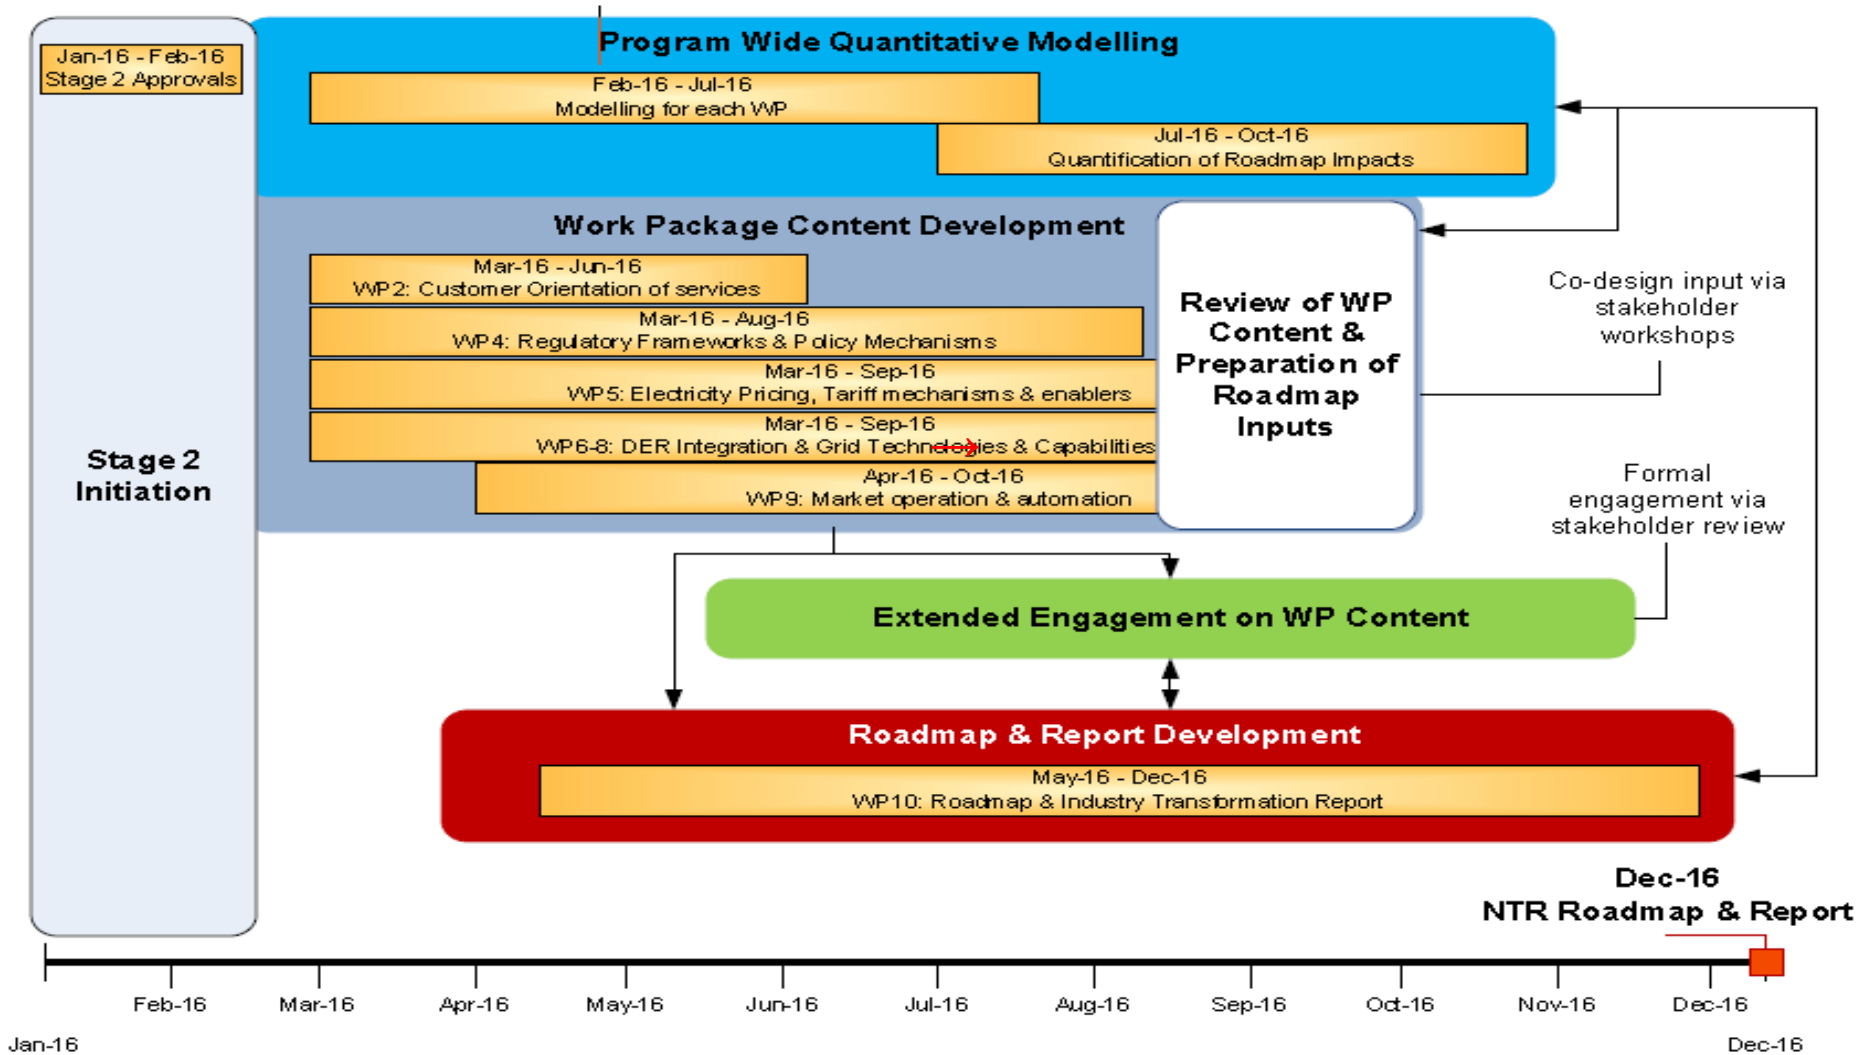 Jan-16 - Feb-16
Stage 2 Approvals
Program Wide Quantitative Modelling
Feb-16 - Jul-16
Modelling for each WP
Jul-16 - Oct-16
Quantification of Roadmap Impacts
Work Package Content Development
Mar-16 - Jun-16
WP2: Customer Orientation of services
Mar-16 - Aug-16
WP4: Regulatory Frameworks & Policy Mechanisms
Mar-16 - Sep-16
WP5: Electricity Pricing, Tariff mechanisms & enablers
Mar-16 - Sep-16
WP6-8: DER Integration & Grid Technologies & Capabilities
Apr-16 - Oct-16
WP9: Market operation & automation
Review of WP
Content &
Preparation of
Roadmap
Inputs
Co-design input via
stakeholder
workshops
Formal
engagement via
stakeholder review
Stage 2
Initiation
Extended Engagement on WP Content
Roadmap & Report Development
May-16 - Dec-16
WP10: Roadmap & Industry Transformation Report
Dec-16
NTR Roadmap & Report
Feb-16
Mar-16
Apr-16
May-16
Jun-16
Jul-16
Aug-16
Sep-16
Oct-16
Nov-16
Dec-16
Jan-16
Dec-16